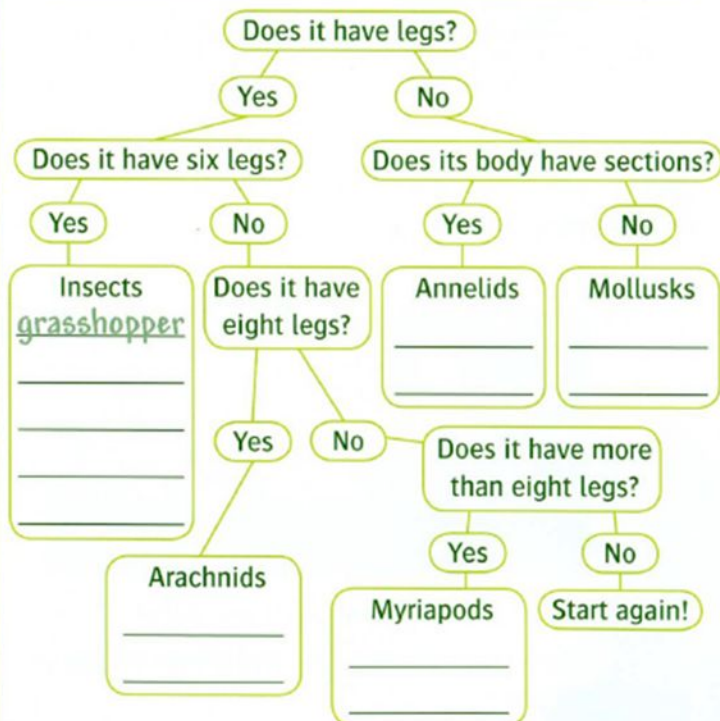 Does it have legs?
Yes
No
Does it have six legs?
Does its body have sections?
Yes
No
Yes
No
Insects
grasshopper
Does it have
eight legs?
Annelids
Mollusks
Yes
No
Does it have more
than eight legs?
Yes
No
Arachnids
Myriapods
Start again!